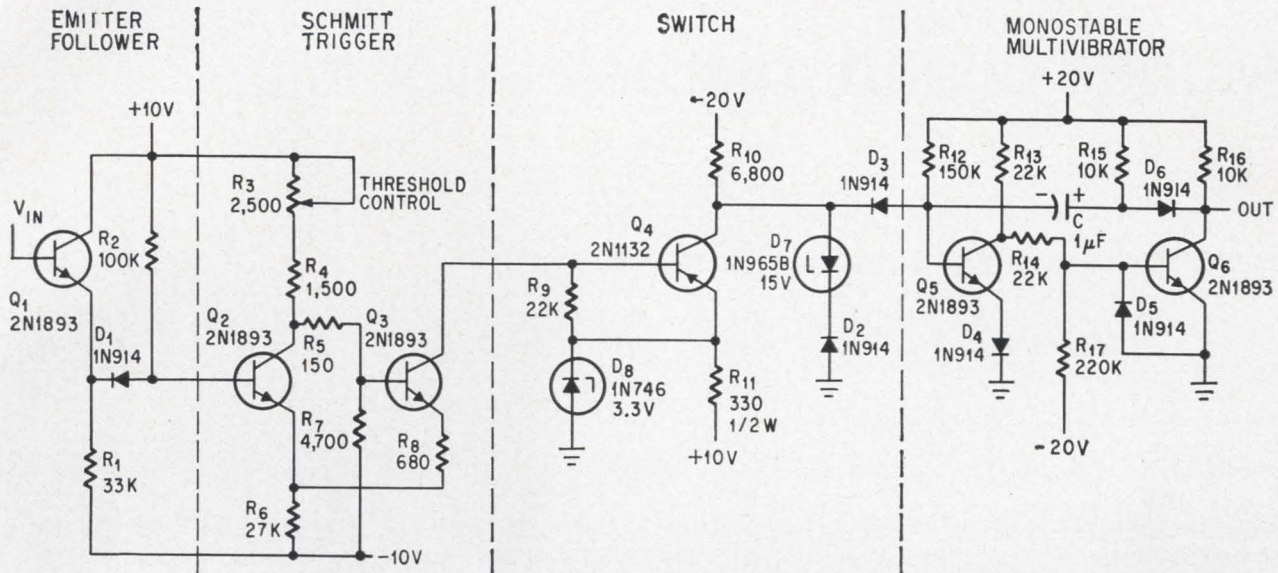 EMITTER
FOLLOWER
SCHMITT
TRIGGER
SWITCH
MONOSTABLE
MULTIVIBRATOR
+10V
VIN
R2
100K
Q1
2N1893
D1
1N914
R1
33K
R3
2,500
THRESHOLD
CONTROL
R4
1,500
Q2
2N1893
R5
150
Q3
2N1893
R7
4,700
R8
680
R6
27K
-10V
-20V
R10
6,800
Q4
2N1132
R9
22K
D8
1N746
3.3V
R11
330
1/2W
+10V
D7
1N965B
15V
D2
1N914
D3
1N914
+20V
R12
150K
R13
22K
R15
10K
D6
1N914
R16
10K
OUT
- +
C
1μF
R14
22K
Q5
2N1893
D4
1N914
D5
1N914
Q6
2N1893
R17
220K
-20V